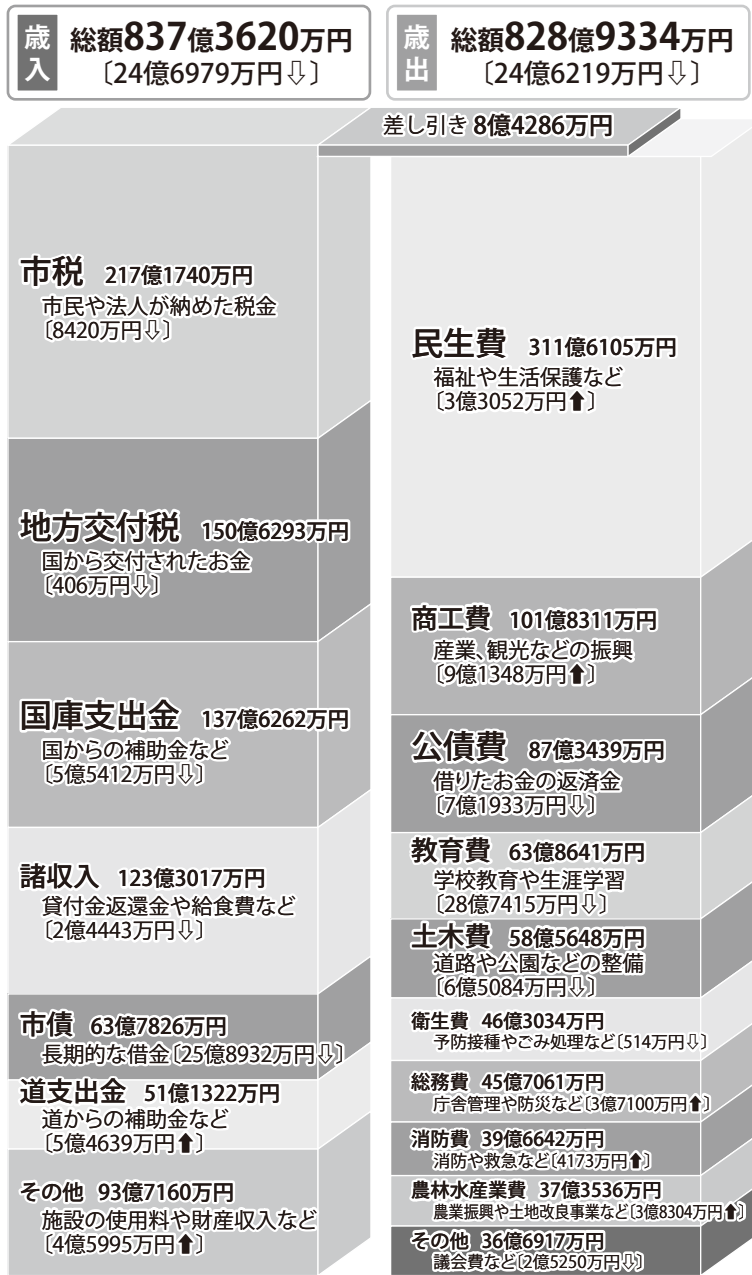 歳入
総額837億3620万円
〔24億6979万円⇩〕
歳出
総額828億9334万円
〔24億6219万円⇩〕
差し引き 8億4286万円
市税 217億1740万円
市民や法人が納めた税金
〔8420万円⇩〕
地方交付税 150億6293万円
国から交付されたお金
〔406万円⇩〕
国庫支出金 137億6262万円
国からの補助金など
〔5億5412万円⇩〕
諸収入 123億3017万円
貸付金返還金や給食費など
〔2億4443万円⇩〕
市債 63億7826万円
長期的な借金〔25億8932万円⇩〕
道支出金 51億1322万円
道からの補助金など
〔5億4639万円⬆〕
その他 93億7160万円
施設の使用料や財産収入など
〔4億5995万円⬆〕
民生費 311億6105万円
福祉や生活保護など
〔3億3052万円⬆〕
商工費 101億8311万円
産業、観光などの振興
〔9億1348万円⬆〕
公債費 87億3439万円
借りたお金の返済金
〔7億1933万円⇩〕
教育費 63億8641万円
学校教育や生涯学習
〔28億7415万円⇩〕
土木費 58億5648万円
道路や公園などの整備
〔6億5084万円⇩〕
衛生費 46億3034万円
予防接種やごみ処理など〔514万円⇩〕
総務費 45億7061万円
庁舎管理や防災など〔3億7100万円⬆〕
消防費 39億6642万円
消防や救急など〔4173万円⬆〕
農林水産業費 37億3536万円
農業振興や土地改良事業など〔3億8304万円⬆〕
その他 36億6917万円
議会費など〔2億5250万円⇩〕